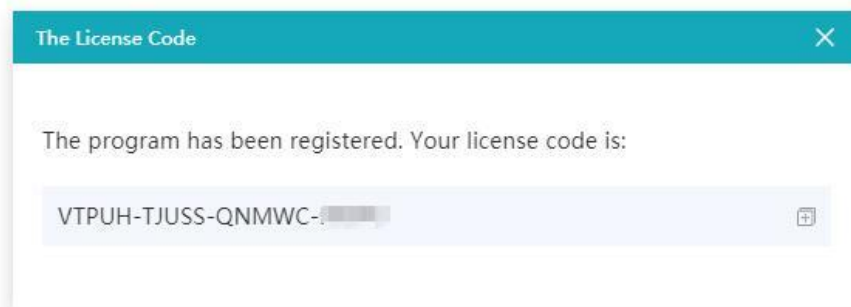 The License Code
The program has been registered. Your license code is:
VTPUH-TJUSS-QNMWC-